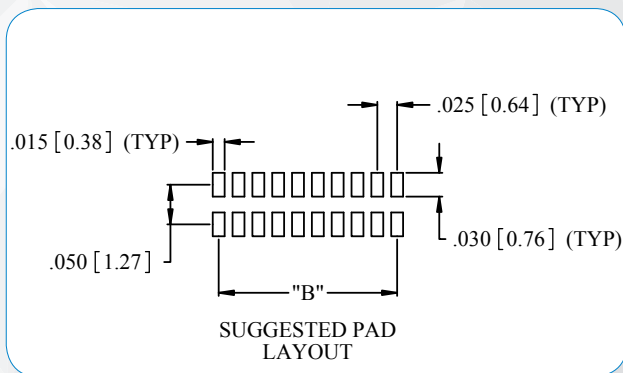 .025 [0.64] (TYP)
.015 [0.38] (TYP)
.030 [0.76] (TYP)
.050 [1.27]
"B"
SUGGESTED PAD
LAYOUT